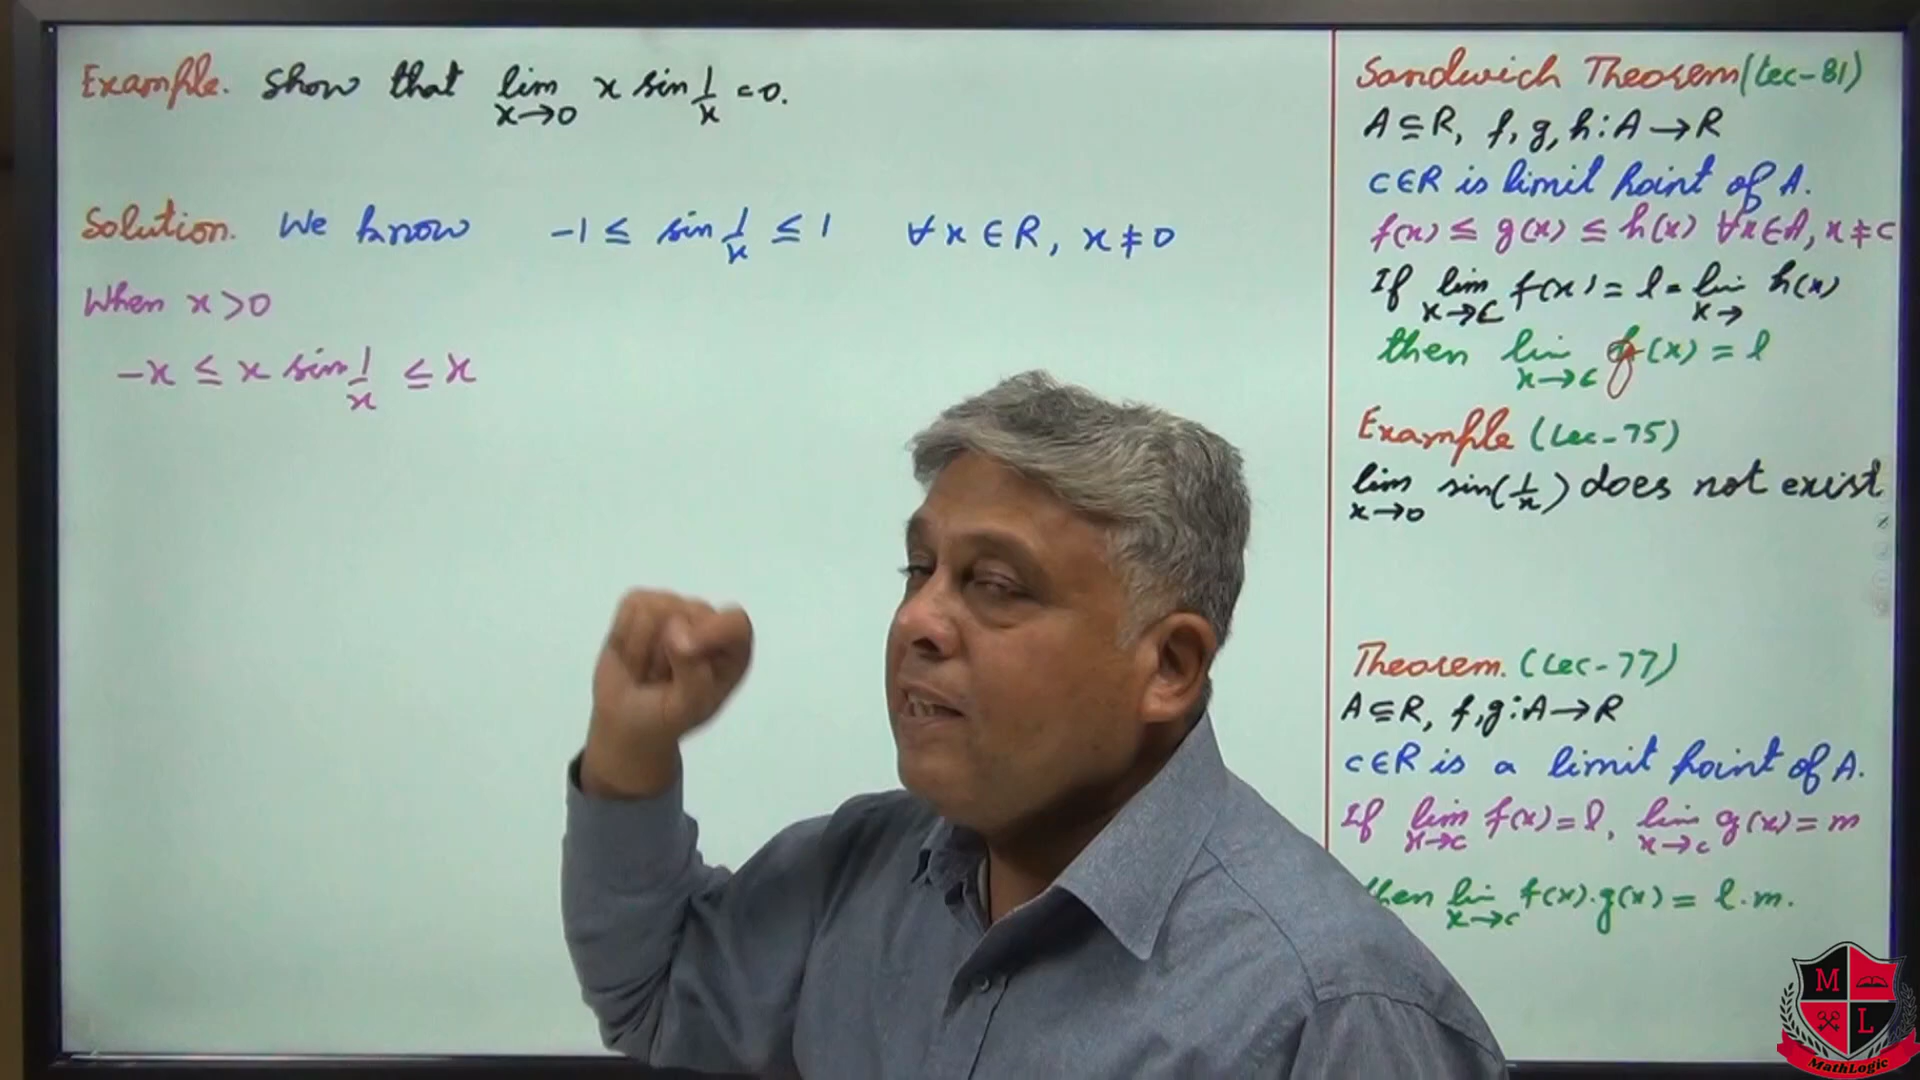 Example. Show that lim x→0 x sin 1/x = 0.
Solution. We know -1 ≤ sin 1/x ≤ 1 ∀ x ∈ R, x ≠ 0
When x > 0
-x ≤ x sin 1/x ≤ x
Sandwich Theorem (Lec-81)
A ⊆ R, f, g, h : A → R
c ∈ R is limit point of A.
f(x) ≤ g(x) ≤ h(x) ∀ x ∈ A, x ≠ c
If lim x→c f(x) = l = lim x→ h(x)
then lim x→c g(x) = l
Example (Lec-75)
lim x→0 sin(1/x) does not exist
Theorem. (Lec-77)
A ⊆ R, f, g : A → R
c ∈ R is a limit point of A.
If lim x→c f(x) = l, lim x→c g(x) = m
then lim x→c f(x).g(x) = l.m.
M
L
MathLogic